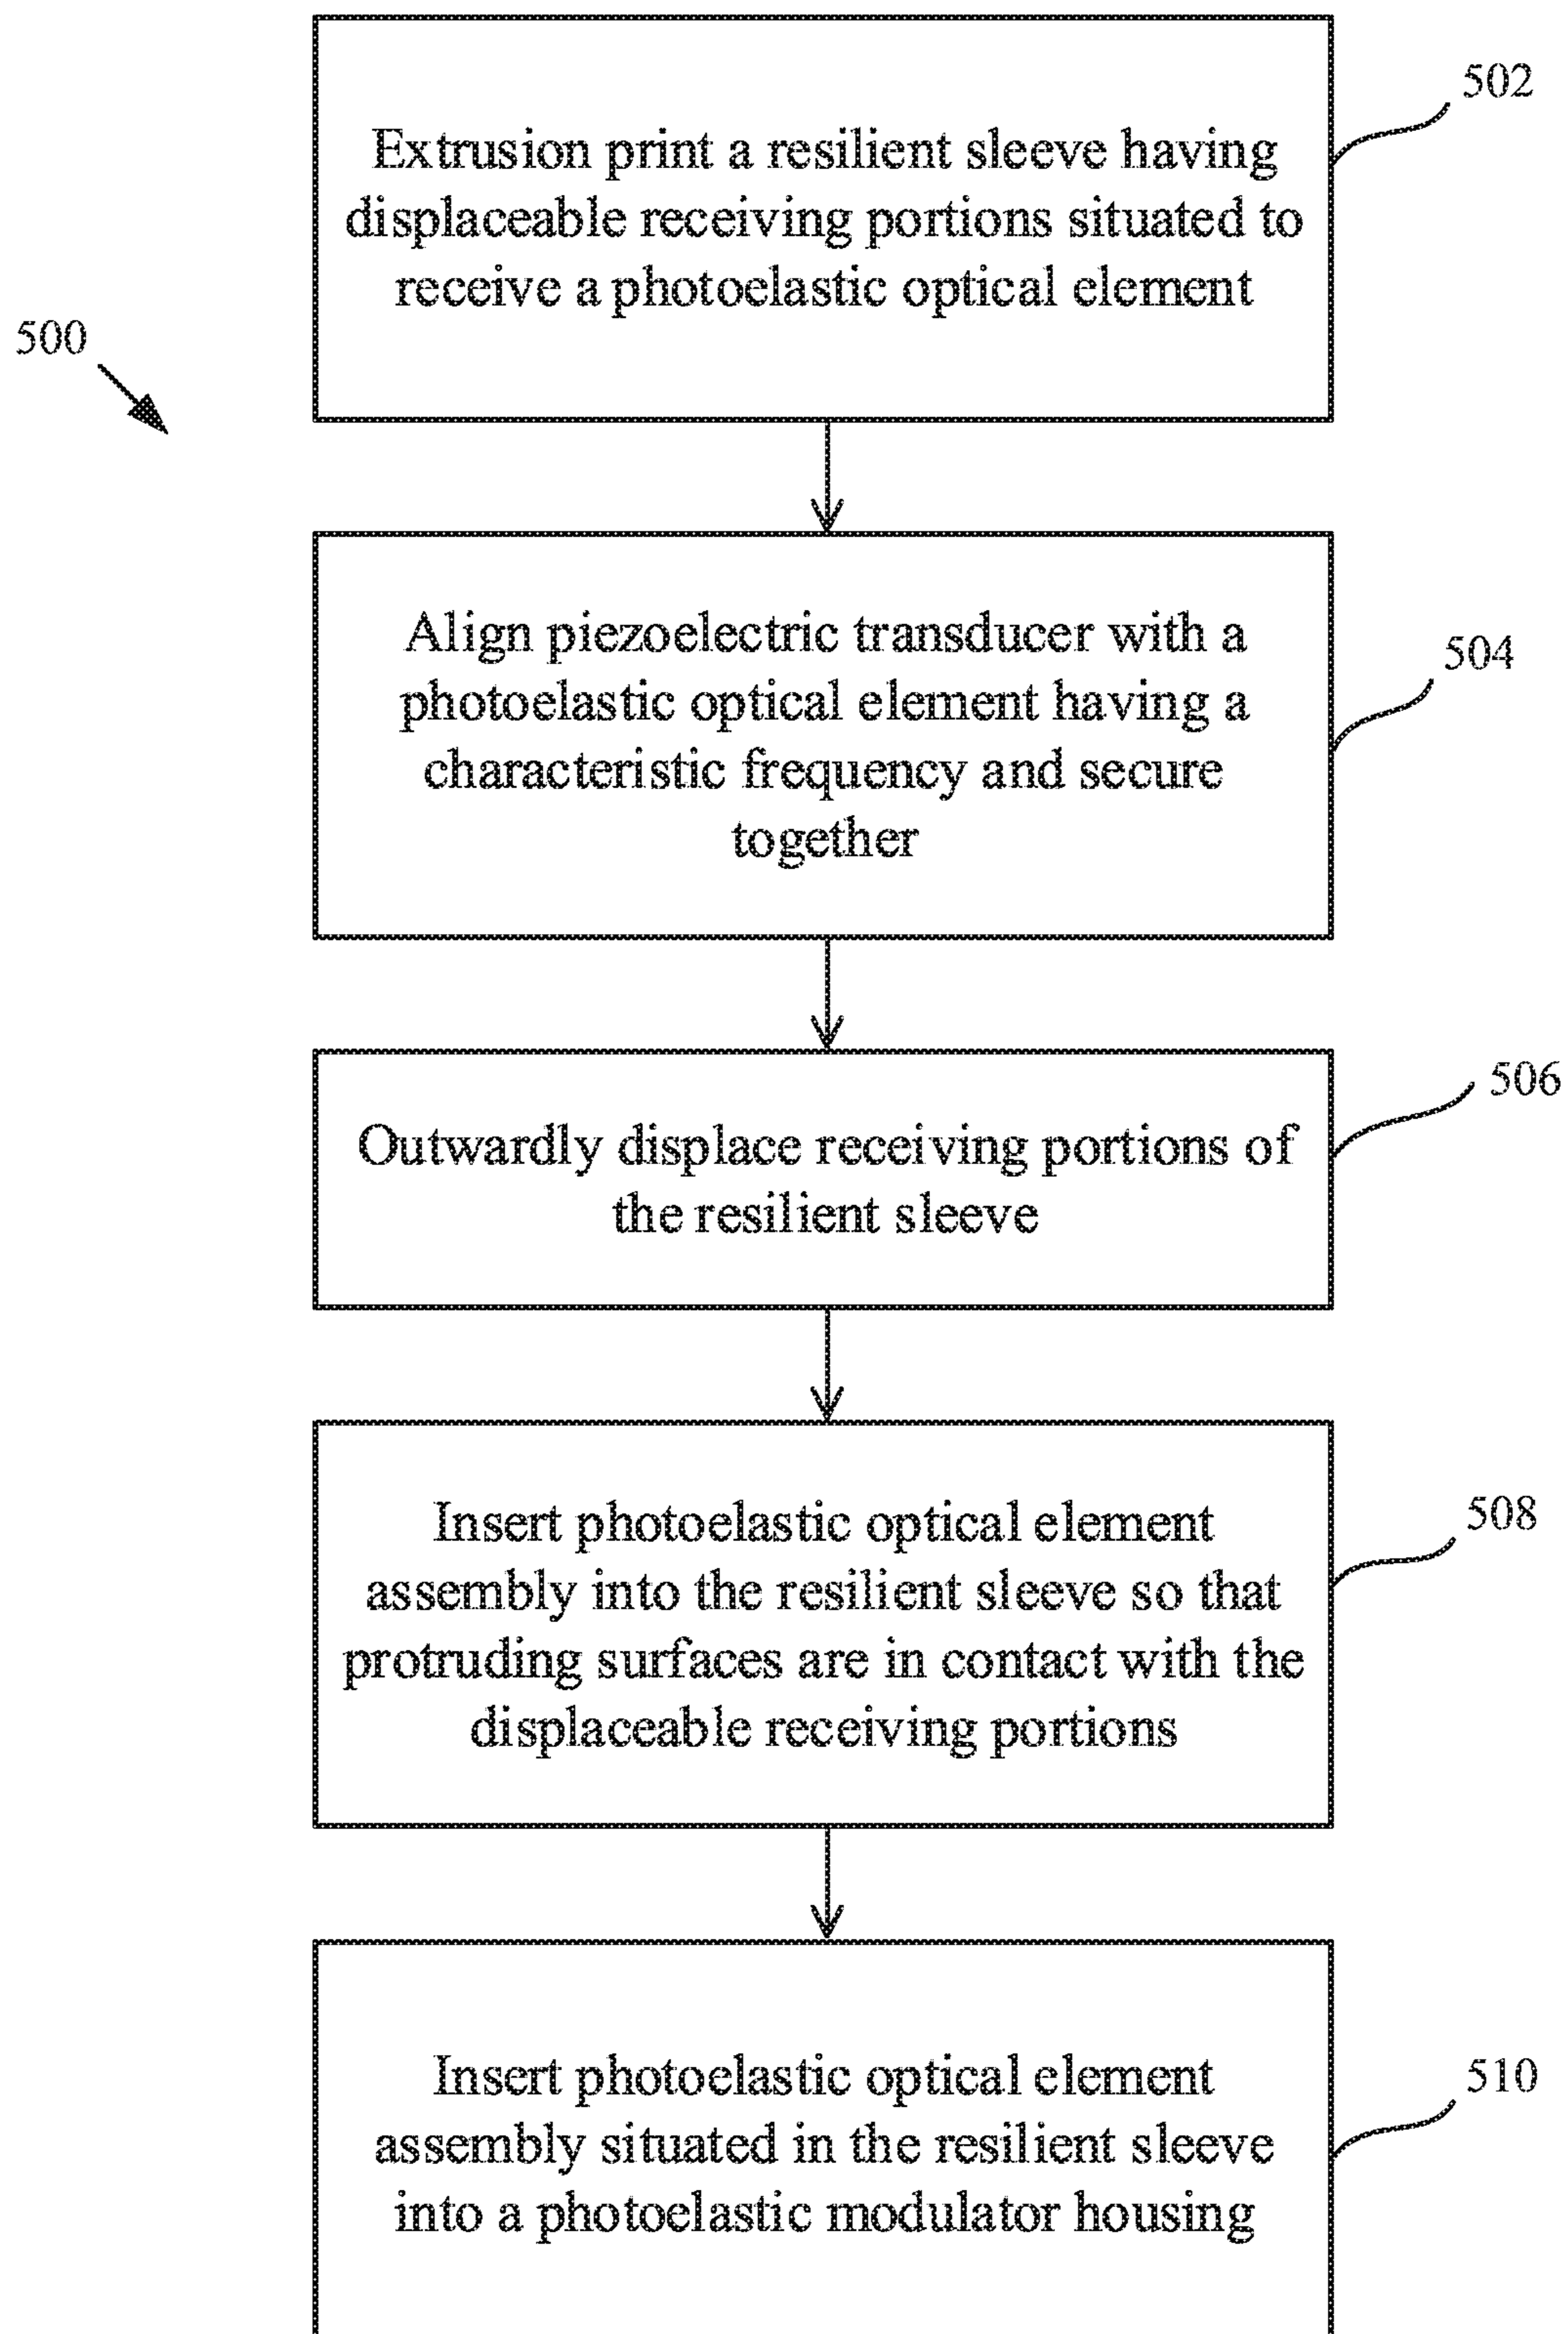 502
Extrusion print a resilient sleeve having
displaceable receiving portions situated to
receive a photoelastic optical element
500
Align piezoelectric transducer with a
504
photoelastic optical element having a
characteristic frequency and secure
together
506
Outwardly displace receiving portions of
the resilient sleeve
508
Insert photoelastic optical element
assembly into the resilient sleeve so that
protruding surfaces are in contact with the
displaceable receiving portions
510
Insert photoelastic optical element
assembly situated in the resilient sleeve
into a photoelastic modulator housing